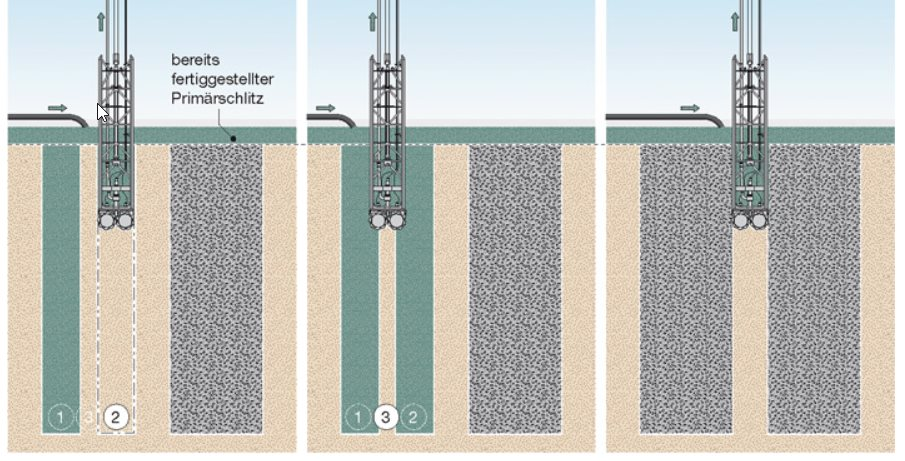 bereits
fertiggestellter
Primärschlitz
1 3 2
1 3 2